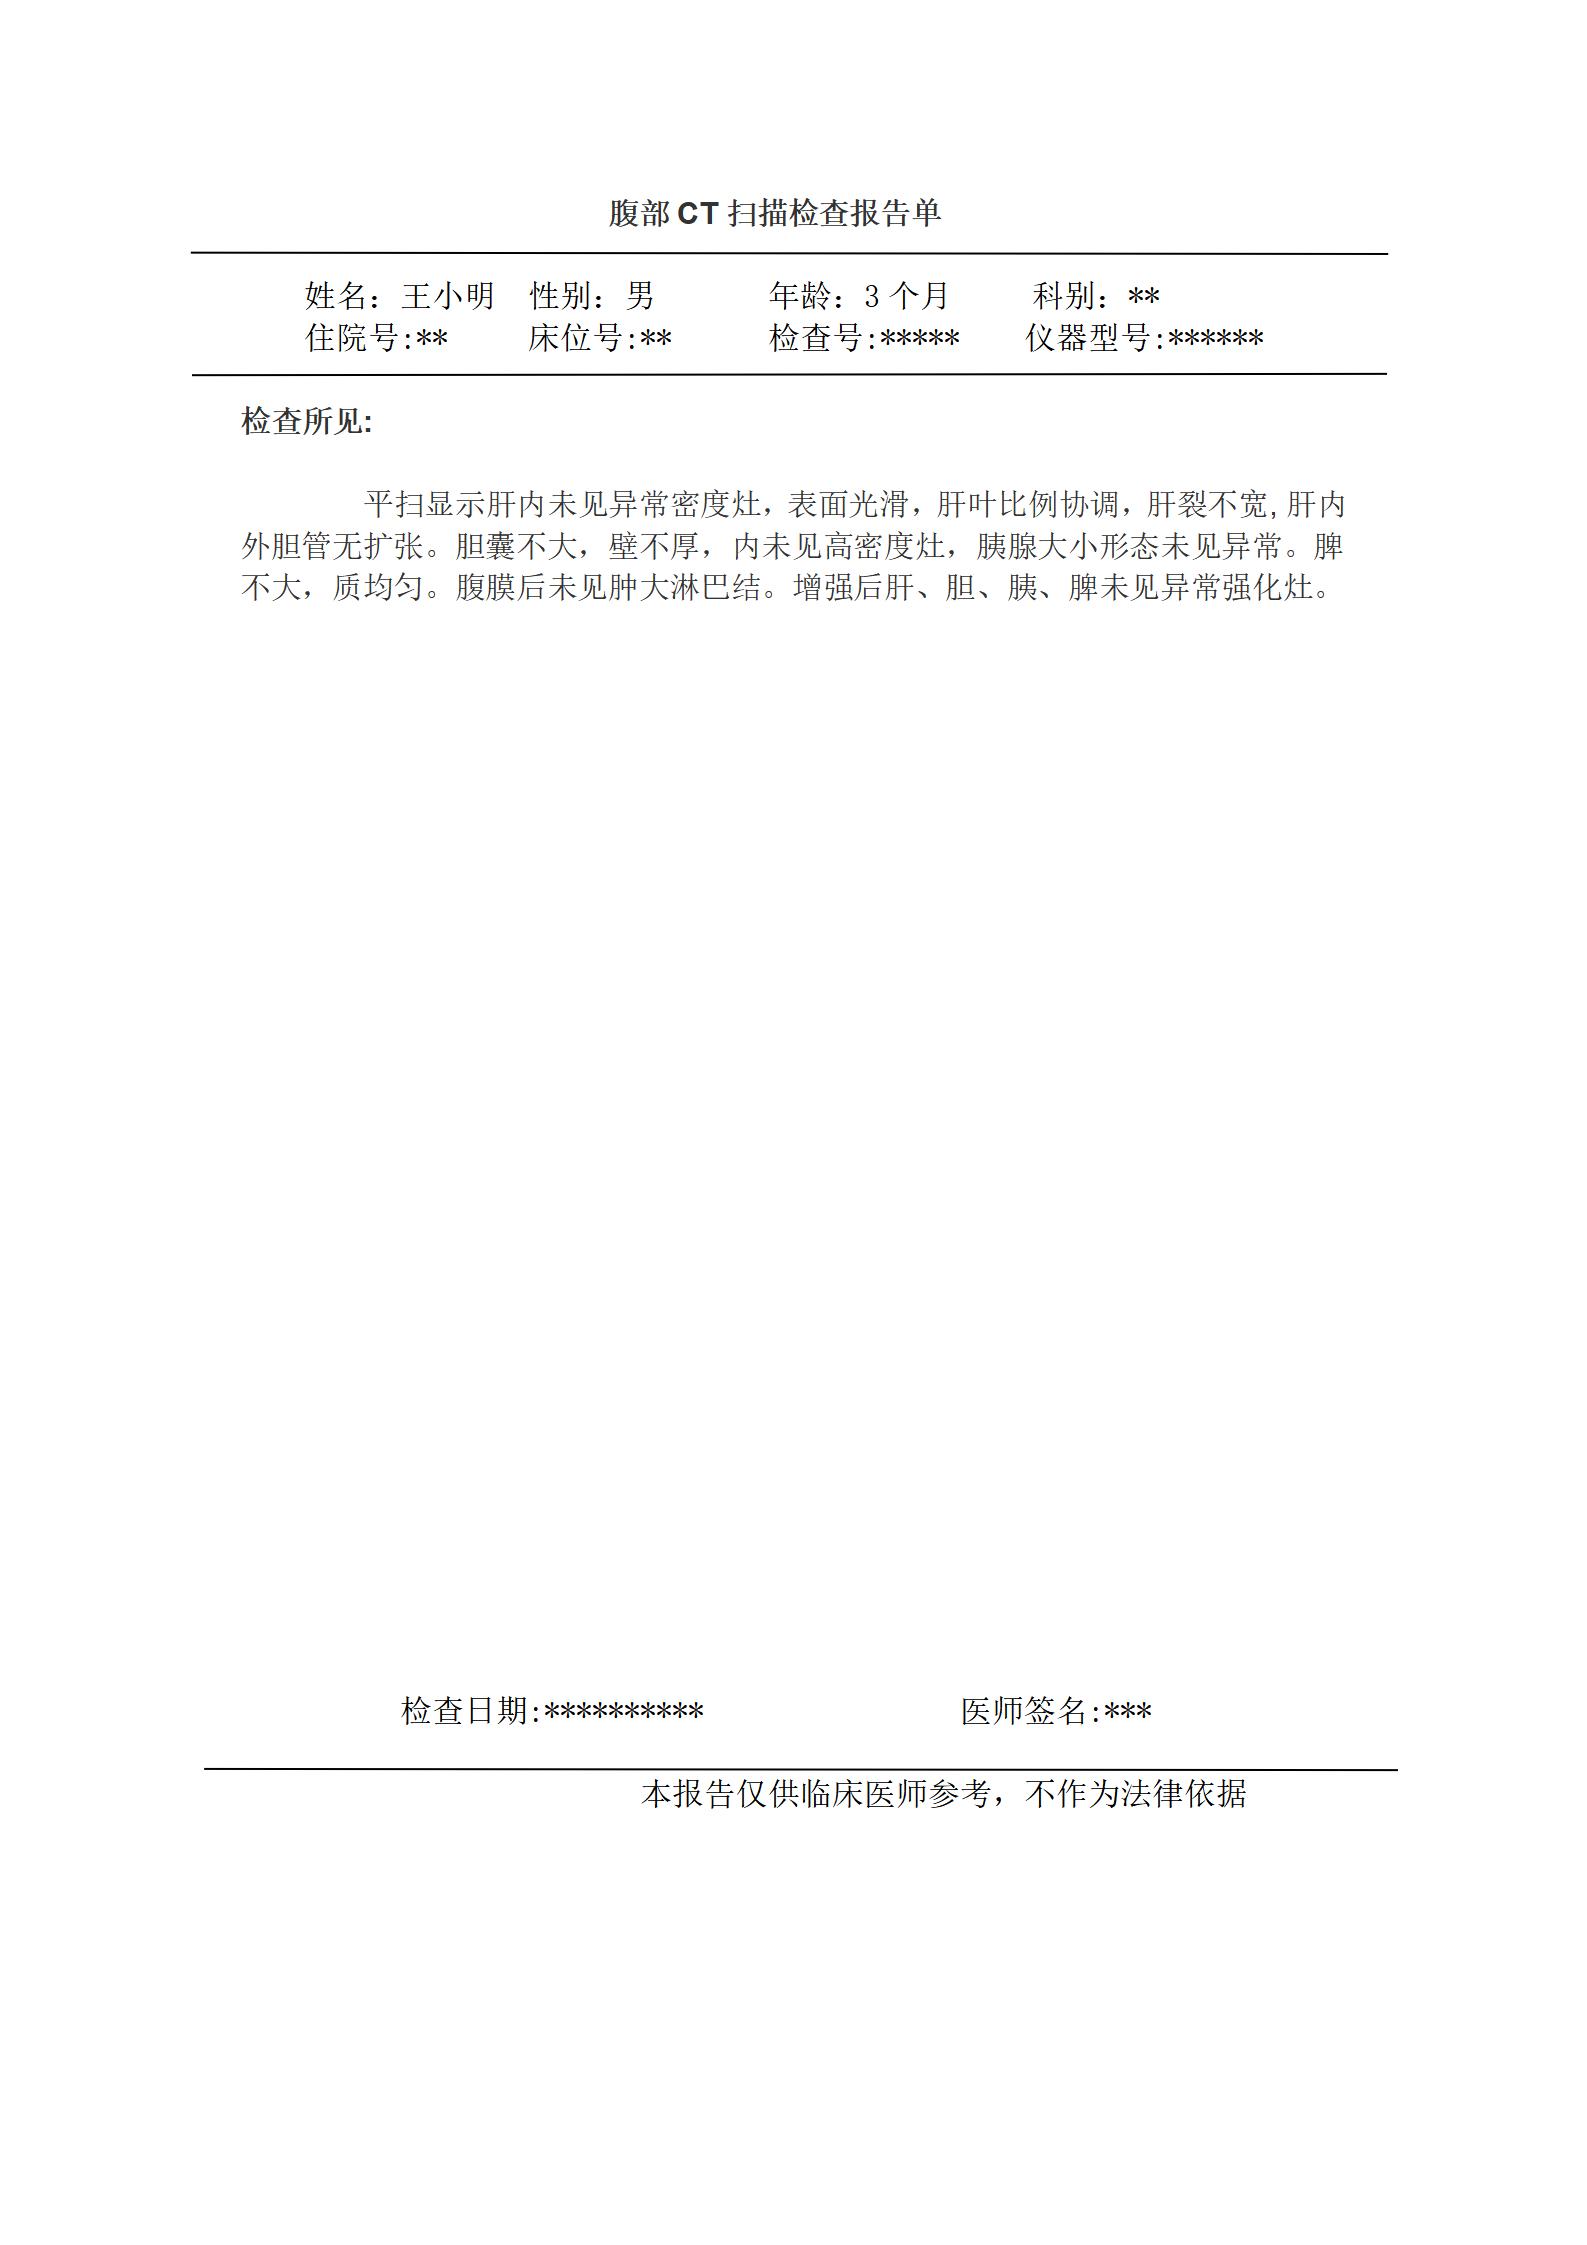 腹部 CT 扫描检查报告单
姓名：王小明 性别：男 年龄：3 个月 科别：**
住院号:** 床位号:** 检查号:***** 仪器型号:******
检查所见:
平扫显示肝内未见异常密度灶，表面光滑，肝叶比例协调，肝裂不宽,肝内
外胆管无扩张。胆囊不大，壁不厚，内未见高密度灶，胰腺大小形态未见异常。脾
不大，质均匀。腹膜后未见肿大淋巴结。增强后肝、胆、胰、脾未见异常强化灶。
检查日期:********** 医师签名:***
本报告仅供临床医师参考，不作为法律依据